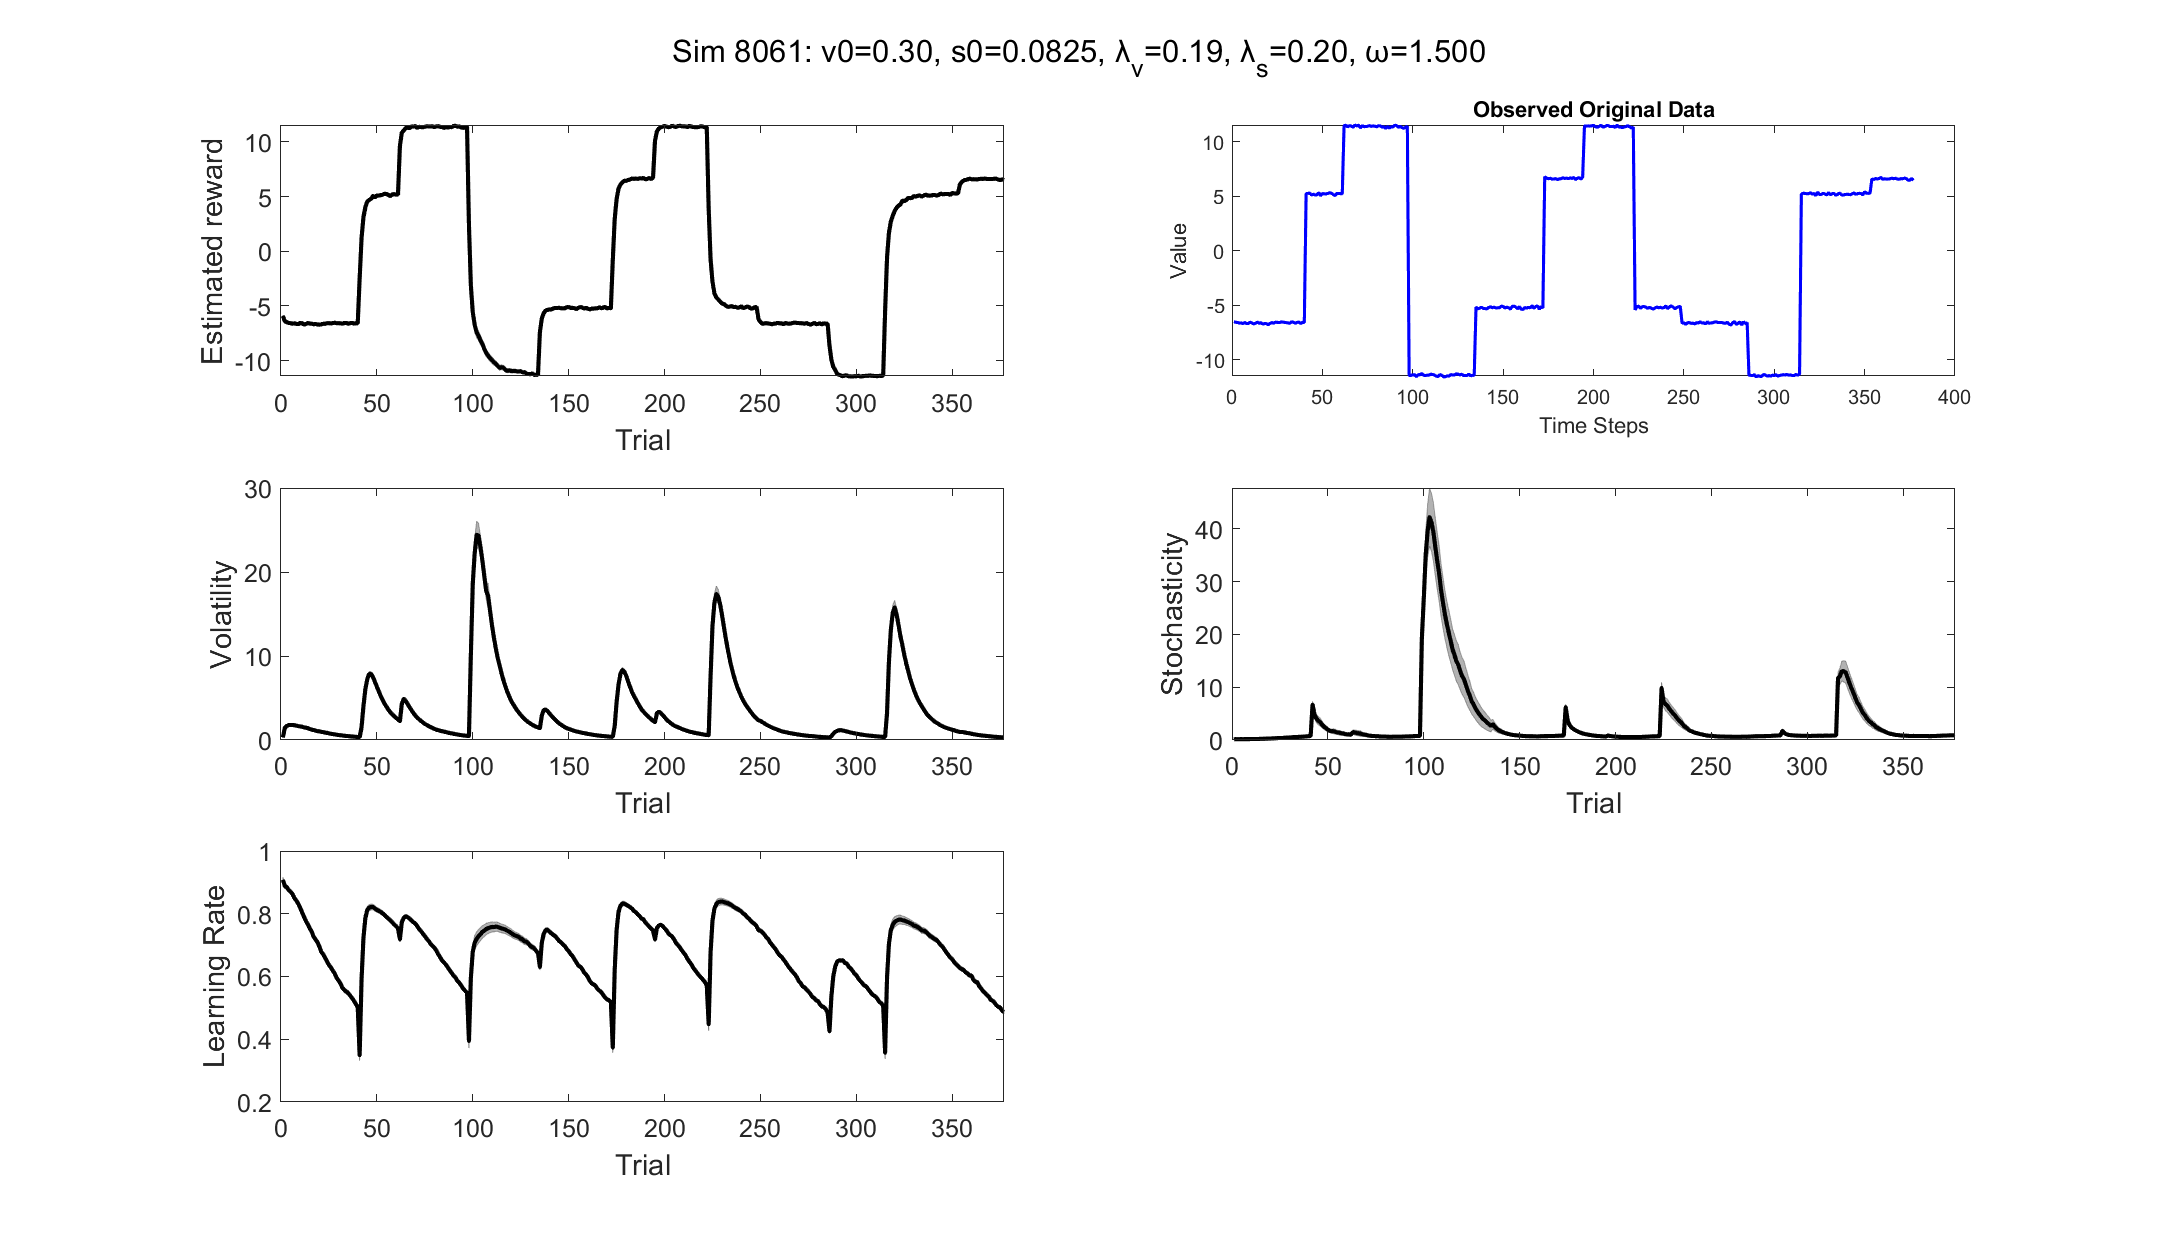 Sim 8061: v0=0.30, s0=0.0825, λv=0.19, λs=0.20, ω=1.500
Estimated reward
10
5
0
-5
-10
0 50 100 150 200 250 300 350
Trial
Observed Original Data
Value
10
5
0
-5
-10
0 50 100 150 200 250 300 350 400
Time Steps
Volatility
30
20
10
0
0 50 100 150 200 250 300 350
Trial
Stochasticity
40
30
20
10
0
0 50 100 150 200 250 300 350
Trial
Learning Rate
1
0.8
0.6
0.4
0.2
0 50 100 150 200 250 300 350
Trial